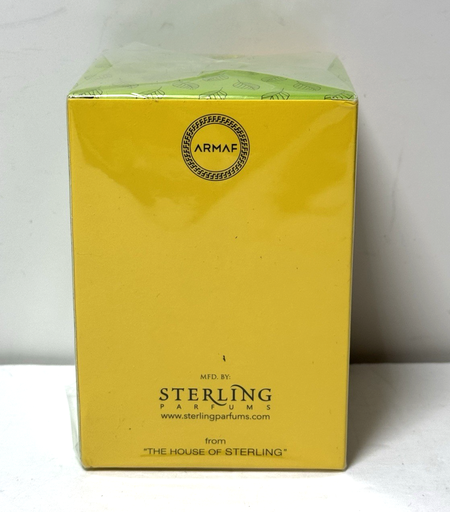 ARMAF
MFD. BY:
STERLING
PARFUMS
www.sterlingparfums.com
from
"THE HOUSE OF STERLING"